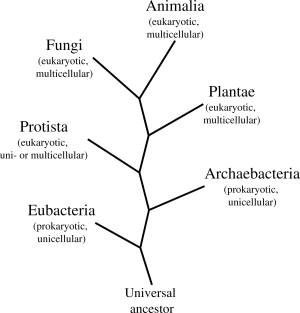 Animalia
(eukaryotic,
multicellular)
Fungi
(eukaryotic,
multicellular)
Plantae
(eukaryotic,
multicellular)
Protista
(eukaryotic,
uni- or multicellular)
Archaebacteria
(prokaryotic,
unicellular)
Eubacteria
(prokaryotic,
unicellular)
Universal
ancestor